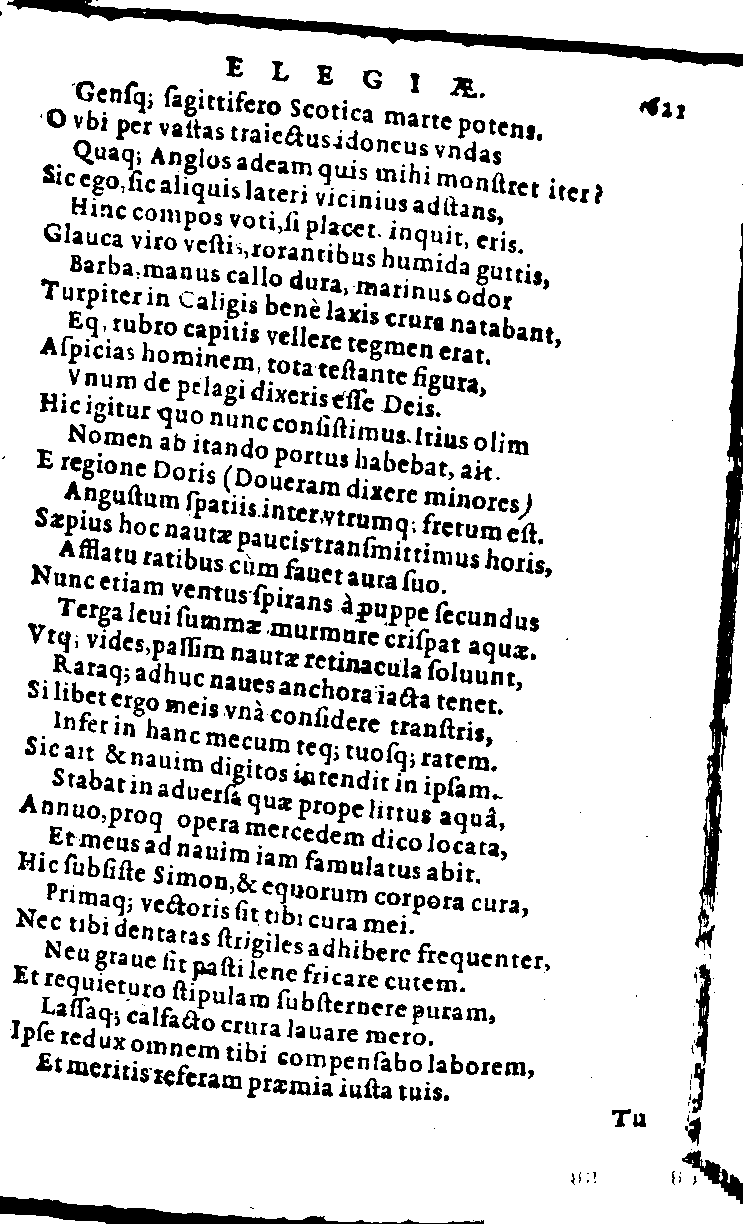 ELEGIÆ. 621
Genſq; ſagittifero Scotica marte potens.
O vbi per vaſtas traiectus idoneus vndas
Quaq; Anglos adeam quis mihi monſtret iter?
Sic ego, ſic aliquis lateri vicinius adſtans,
Hinc compos voti, ſi placet. inquit, eris.
Glauca viro veſtis, rorantibus humida guttis,
Barba, manus callo dura, marinus odor
Turpiter in Caligis benè laxis crura natabant,
Eq, rubro capitis vellere tegmen erat.
Aſpicias hominem, tota teſtante figura,
Vnum de pelagi dixeris eſſe Deis.
Hic igitur quo nunc conſiſtimus. Itius olim
Nomen ab itando portus habebat, ait.
E regione Doris (Doueram dixere minores)
Anguſtum ſpatiis inter vtrumq; fretum eſt.
Sæpius hoc nautæ paucis tranſmittimus horis,
Afflatu ratibus cùm fauet aura ſuo.
Nunc etiam ventus ſpirans à puppe ſecundus
Terga leui ſummæ murmure criſpat aquæ.
Vtq; vides, paſſim nautæ retinacula ſoluunt,
Raraq; adhuc naues anchora iacta tenet.
Si libet ergo meis vnà conſidere tranſtris,
Infer in hanc mecum teq; tuoſq; ratem.
Sic ait & nauim digitos intendit in ipſam.
Stabat in aduerſa quæ prope littus aquâ,
Annuo, proq opera mercedem dico locata,
Et meus ad nauim iam famulatus abit.
Hic ſubſiſte Simon, & equorum corpora cura,
Primaq; vectoris ſit tibi cura mei.
Nec tibi dentatas ſtrigiles adhibere frequenter,
Neu graue ſit paſti lene fricare cutem.
Et requieturo ſtipulam ſubſternere puram,
Laſſaq; calfacto crura lauare mero.
Ipſe redux omnem tibi compenſabo laborem,
Et meritis referam præmia iuſta tuis.
Tu